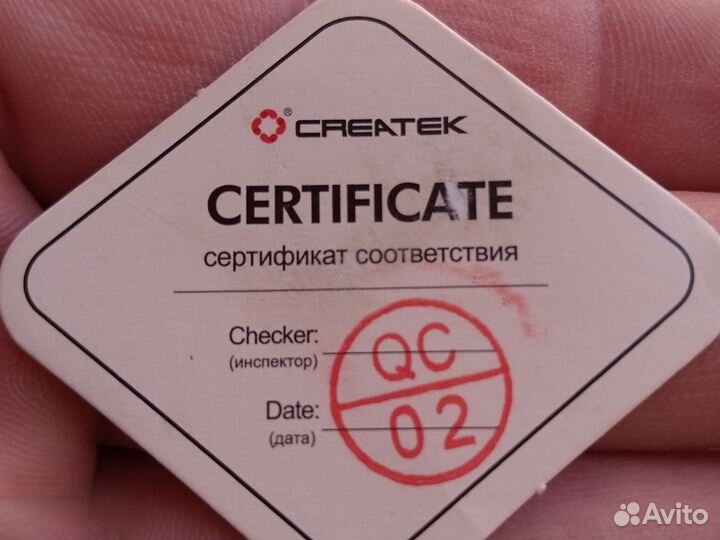 ® CREATEK
CERTIFICATE
сертификат соответствия
Checker:
(инспектор)
QC
Date:
02
(дата)
Avito